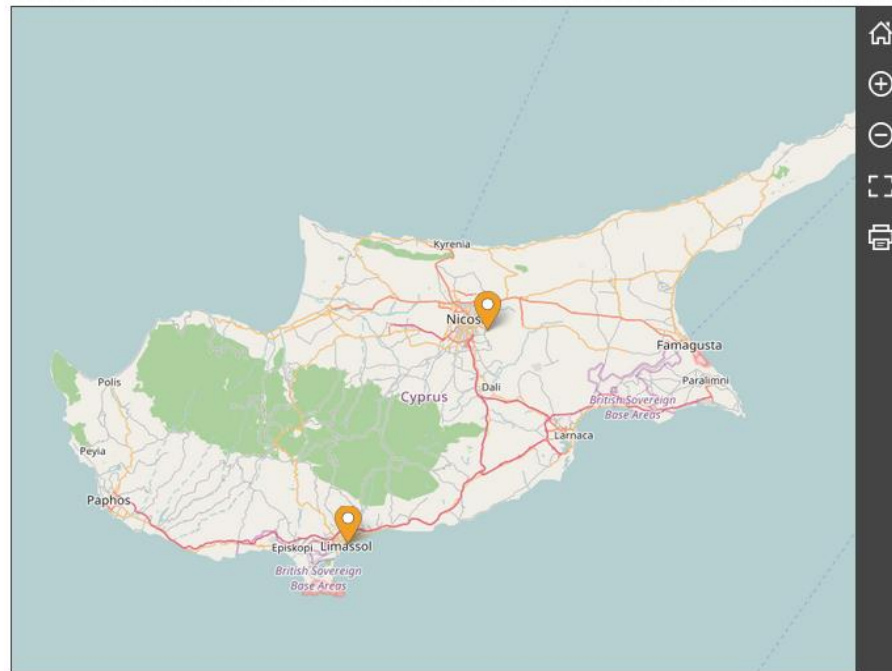 Kyrenia
Nicos
Famagusta
Polis
Dali
Paralimni
Cyprus
British Sovereign
Base Areas
Larnaca
Peyia
Paphos
Episkopi
Limassol
British Sovereign
Base Areas